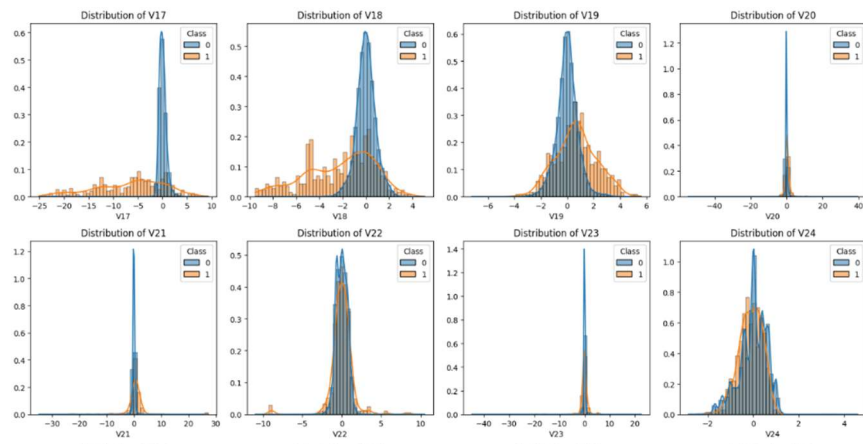 Distribution of V17
Class
0
1
0.6
0.5
0.4
0.3
0.2
0.1
0.0
−25 −20 −15 −10 −5 0 5 10
V17
Distribution of V18
Class
0
1
0.5
0.4
0.3
0.2
0.1
0.0
−10 −8 −6 −4 −2 0 2 4
V18
Distribution of V19
Class
0
1
0.6
0.5
0.4
0.3
0.2
0.1
0.0
−6 −4 −2 0 2 4 6
V19
Distribution of V20
Class
0
1
1.2
1.0
0.8
0.6
0.4
0.2
0.0
−40 −20 0 20 40
V20
Distribution of V21
Class
0
1
1.2
1.0
0.8
0.6
0.4
0.2
0.0
−30 −20 −10 0 10 20 30
V21
Distribution of V22
Class
0
1
0.5
0.4
0.3
0.2
0.1
0.0
−10 −5 0 5 10
V22
Distribution of V23
Class
0
1
1.4
1.2
1.0
0.8
0.6
0.4
0.2
0.0
−40 −30 −20 −10 0 10 20
V23
Distribution of V24
Class
0
1
1.0
0.8
0.6
0.4
0.2
0.0
−2 0 2 4
V24